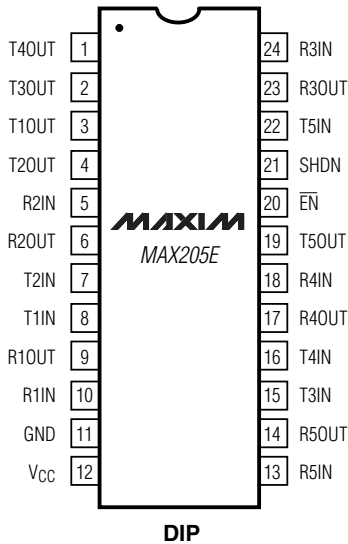 T4OUT 1
T3OUT 2
T1OUT 3
T2OUT 4
R2IN 5
R2OUT 6
T2IN 7
T1IN 8
R1OUT 9
R1IN 10
GND 11
VCC 12
MAXIM
MAX205E
24 R3IN
23 R3OUT
22 T5IN
21 SHDN
20 E̅N̅
19 T5OUT
18 R4IN
17 R4OUT
16 T4IN
15 T3IN
14 R5OUT
13 R5IN
DIP